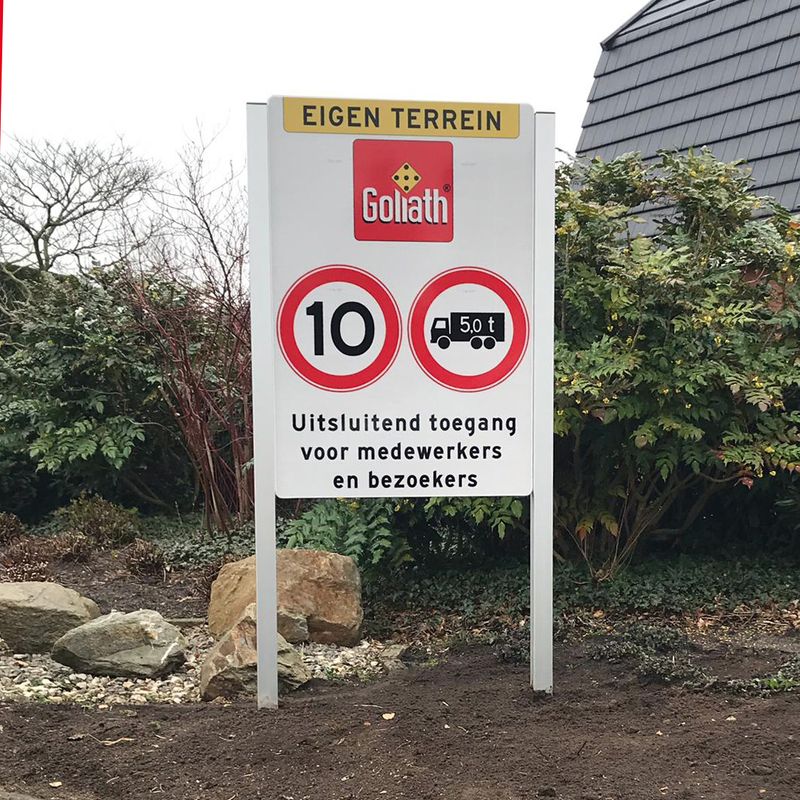 EIGEN TERREIN
Goliath®
10
5,0 t
Uitsluitend toegang
voor medewerkers
en bezoekers